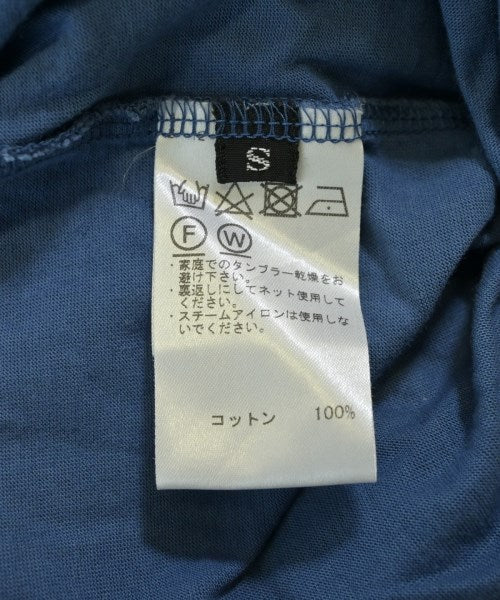 S
F W
・家庭でのタンブラー乾燥をお
避け下さい。
・裏返しにしてネット使用して
ください。
・スチームアイロンは使用しな
いでください。
コットン 100%